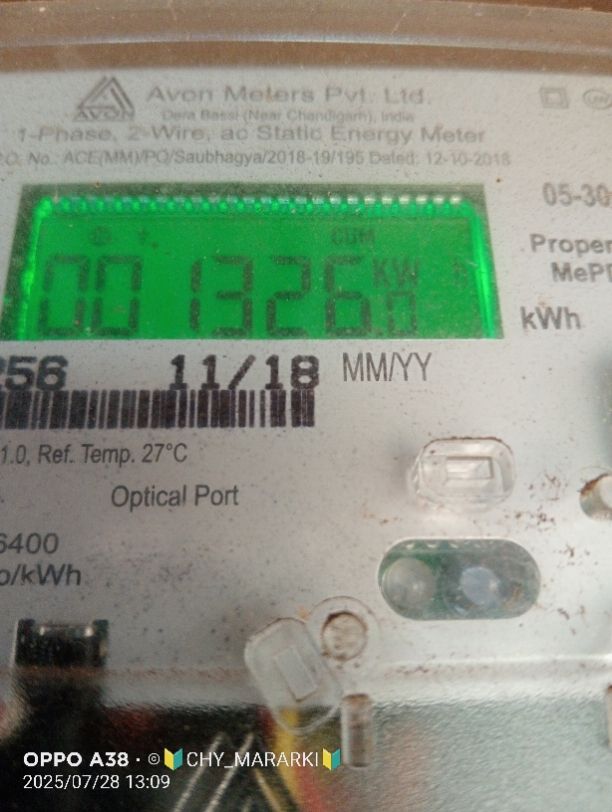 Avon Meters Pvt. Ltd.
AVON
Dera Bassi (Near Chandigarh), India
1-Phase, 2-Wire, ac Static Energy Meter
P.O. No.: ACE(MM)/PO/Saubhagya/2018-19/195 Dated: 12-10-2018
05-30
CUM
Proper
MePD
001326.0 KW
kWh
256 11/18 MM/YY
1.0, Ref. Temp. 27°C
Optical Port
6400
p/kWh
OPPO A38 · ©🔰CHY_MARARKI🔰
2025/07/28 13:09